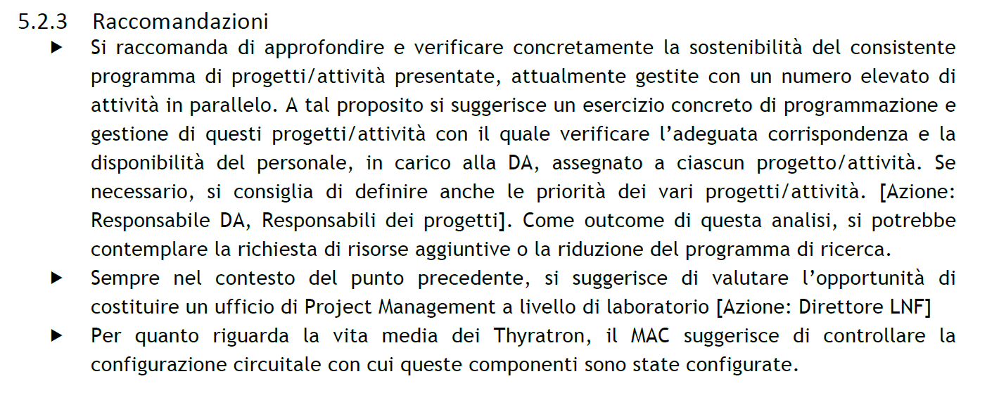 5.2.3 Raccomandazioni
► Si raccomanda di approfondire e verificare concretamente la sostenibilità del consistente
programma di progetti/attività presentate, attualmente gestite con un numero elevato di
attività in parallelo. A tal proposito si suggerisce un esercizio concreto di programmazione e
gestione di questi progetti/attività con il quale verificare l’adeguata corrispondenza e la
disponibilità del personale, in carico alla DA, assegnato a ciascun progetto/attività. Se
necessario, si consiglia di definire anche le priorità dei vari progetti/attività. [Azione:
Responsabile DA, Responsabili dei progetti]. Come outcome di questa analisi, si potrebbe
contemplare la richiesta di risorse aggiuntive o la riduzione del programma di ricerca.
► Sempre nel contesto del punto precedente, si suggerisce di valutare l’opportunità di
costituire un ufficio di Project Management a livello di laboratorio [Azione: Direttore LNF]
► Per quanto riguarda la vita media dei Thyratron, il MAC suggerisce di controllare la
configurazione circuitale con cui queste componenti sono state configurate.